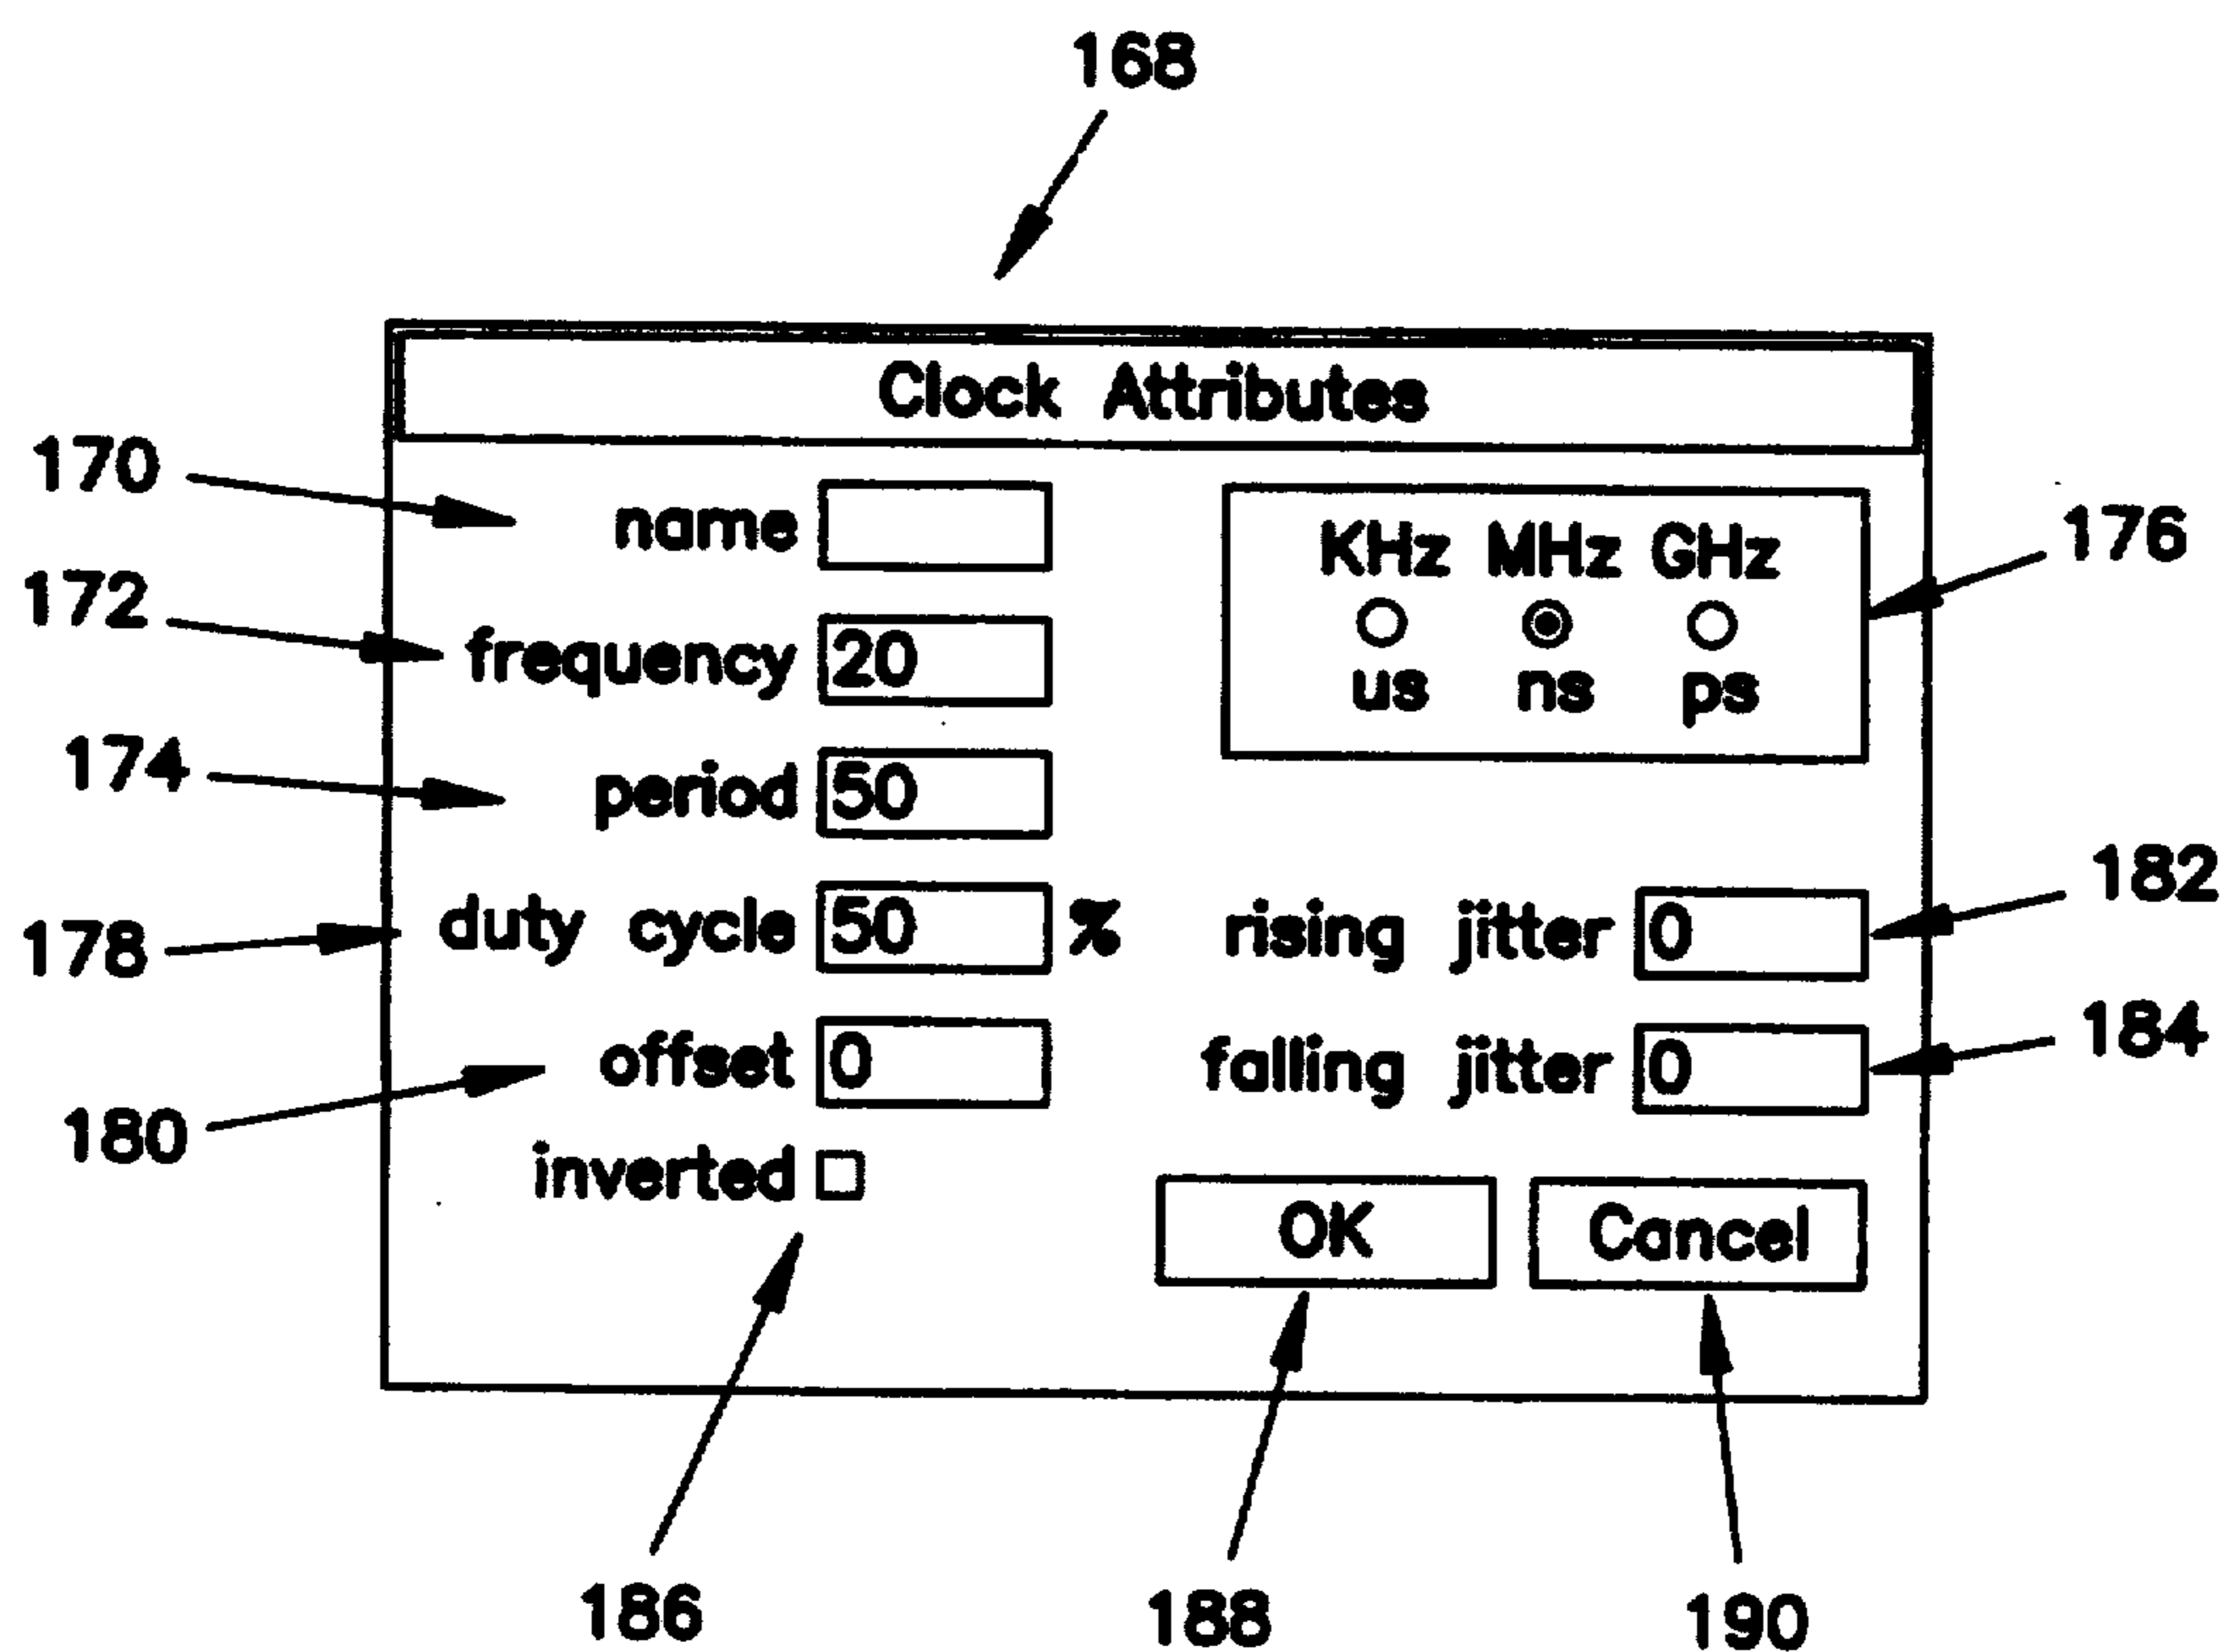 168
Clock Attributes
170
name
KHz MHz GHz
176
172
frequency 20
us ns ps
174
period 50
182
178
duty cycle 50 %
rising jitter 0
184
180
offset 0
falling jitter 0
inverted
OK
Cancel
186
188
190